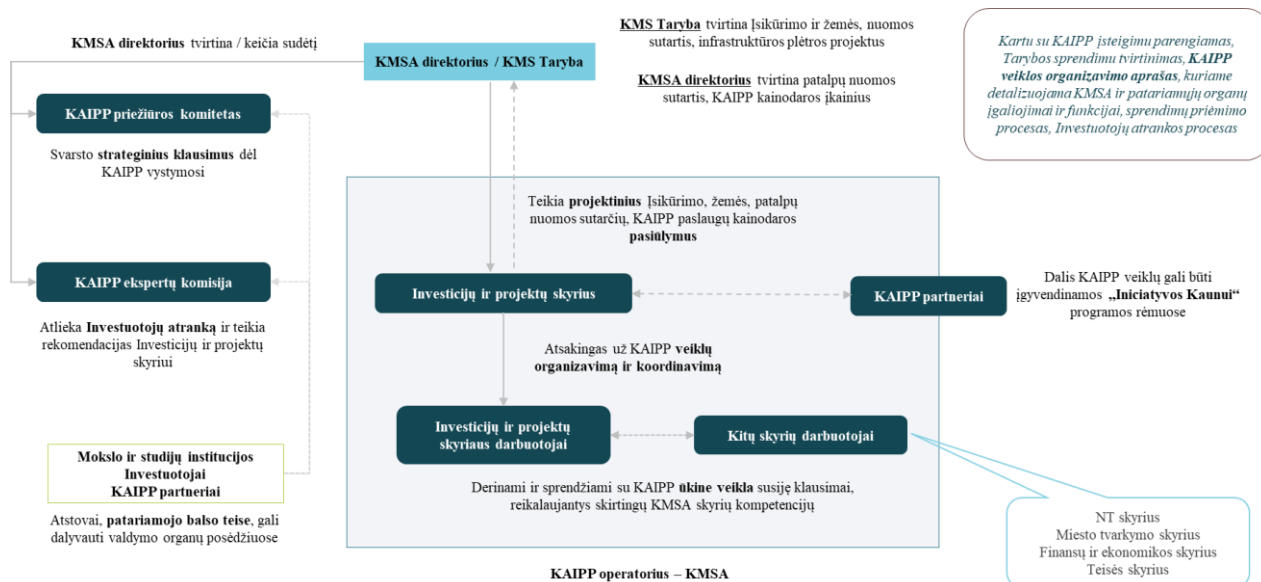 KMSA direktorius tvirtina / keičia sudėtį
KMSA direktorius / KMS Taryba
KMS Taryba tvirtina Įsikūrimo ir žemės, nuomos
sutartis, infrastruktūros plėtros projektus
KMSA direktorius tvirtina patalpų nuomos
sutartis, KAIPP kainodaros įkainius
Kartu su KAIPP įsteigimu parengiamas,
Tarybos sprendimu tvirtinimas, KAIPP
veiklos organizavimo aprašas, kuriame
detalizuojama KMSA ir patariamųjų organų
įgaliojimai ir funkcijai, sprendimų priėmimo
procesas, Investuotojų atrankos procesas
KAIPP priežiūros komitetas
Svarsto strateginius klausimus dėl
KAIPP vystymosi
KAIPP ekspertų komisija
Atlieka Investuotojų atranką ir teikia
rekomendacijas Investicijų ir projektų
skyriui
Mokslo ir studijų institucijos
Investuotojai
KAIPP partneriai
Atstovai, patariamojo balso teise, gali
dalyvauti valdymo organų posėdžiuose
Teikia projektinius Įsikūrimo, žemės, patalpų
nuomos sutarčių, KAIPP paslaugų kainodaros
pasiūlymus
Investicijų ir projektų skyrius
KAIPP partneriai
Dalis KAIPP veiklų gali būti
įgyvendinamos „Iniciatyvos Kaunui“
programos rėmuose
Atsakingas už KAIPP veiklų
organizavimą ir koordinavimą
Investicijų ir projektų
skyriaus darbuotojai
Kitų skyrių darbuotojai
Derinami ir sprendžiami su KAIPP ūkine veikla susiję klausimai,
reikalaujantys skirtingų KMSA skyrių kompetencijų
NT skyrius
Miesto tvarkymo skyrius
Finansų ir ekonomikos skyrius
Teisės skyrius
KAIPP operatorius – KMSA